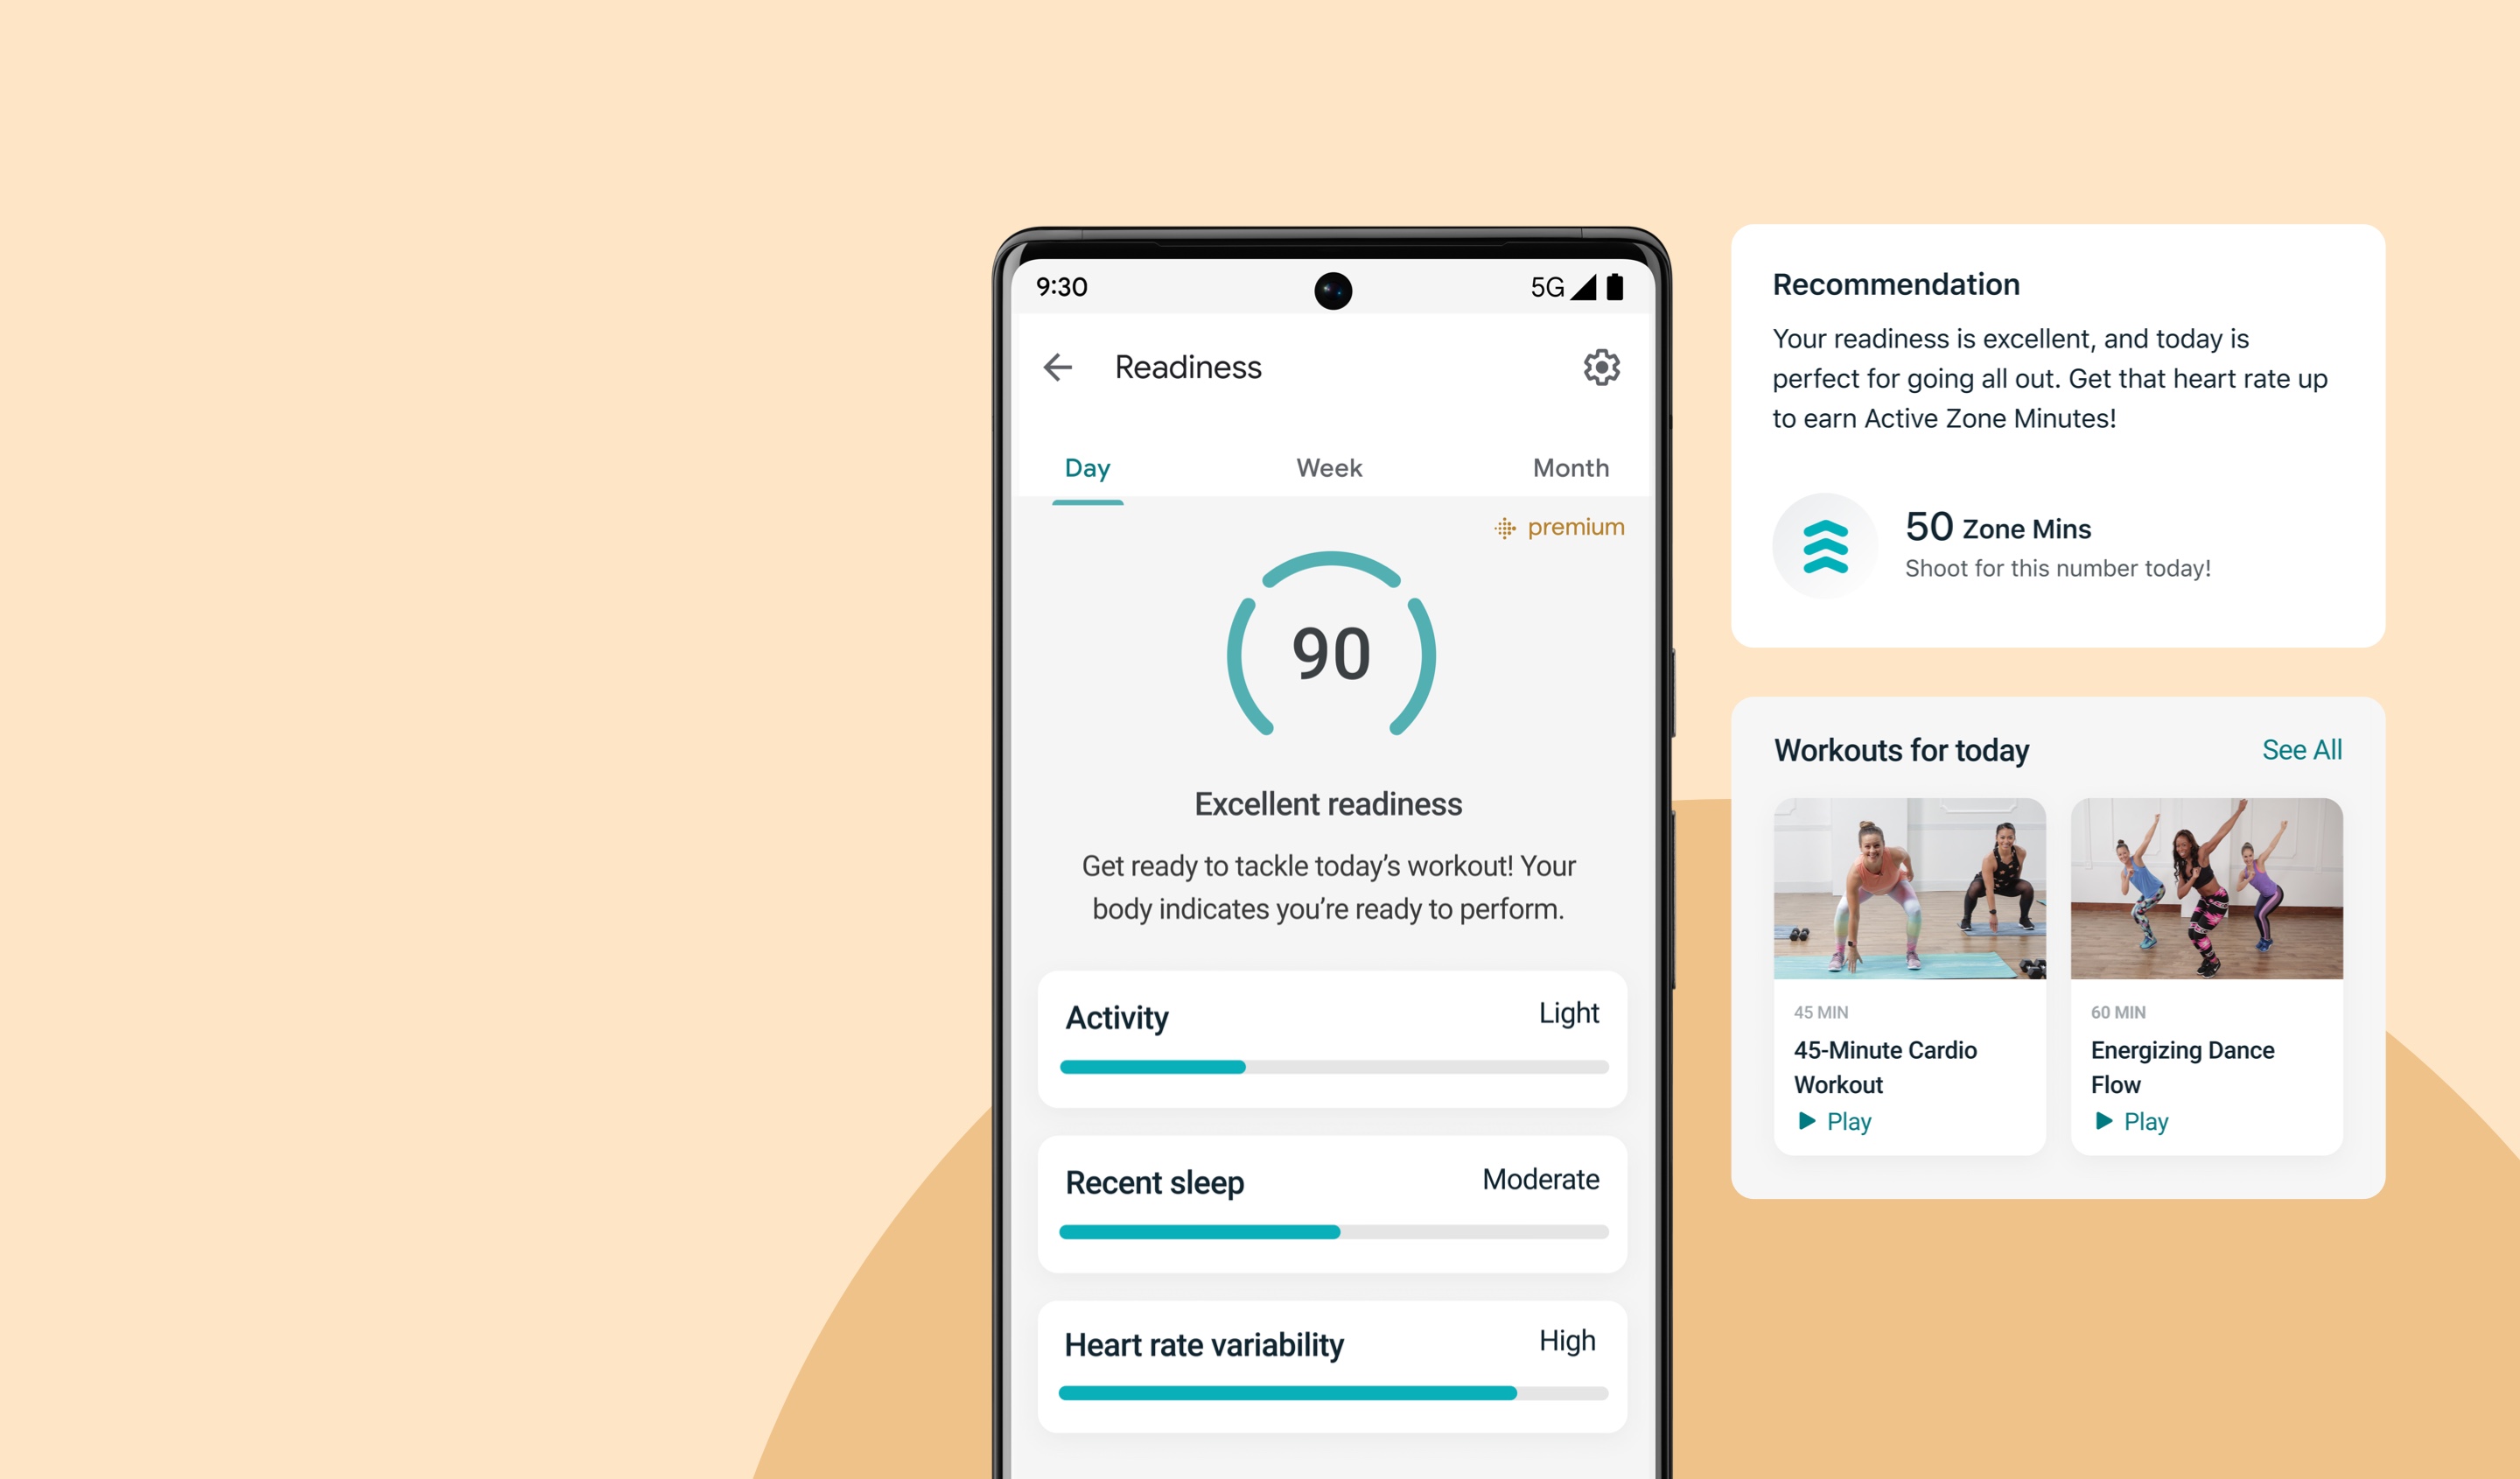 9:30
5G
Readiness
Day
Week
Month
premium
90
Excellent readiness
Get ready to tackle today’s workout! Your
body indicates you’re ready to perform.
Activity
Light
Recent sleep
Moderate
Heart rate variability
High
Recommendation
Your readiness is excellent, and today is
perfect for going all out. Get that heart rate up
to earn Active Zone Minutes!
50 Zone Mins
Shoot for this number today!
Workouts for today
See All
45 MIN
45-Minute Cardio
Workout
Play
60 MIN
Energizing Dance
Flow
Play